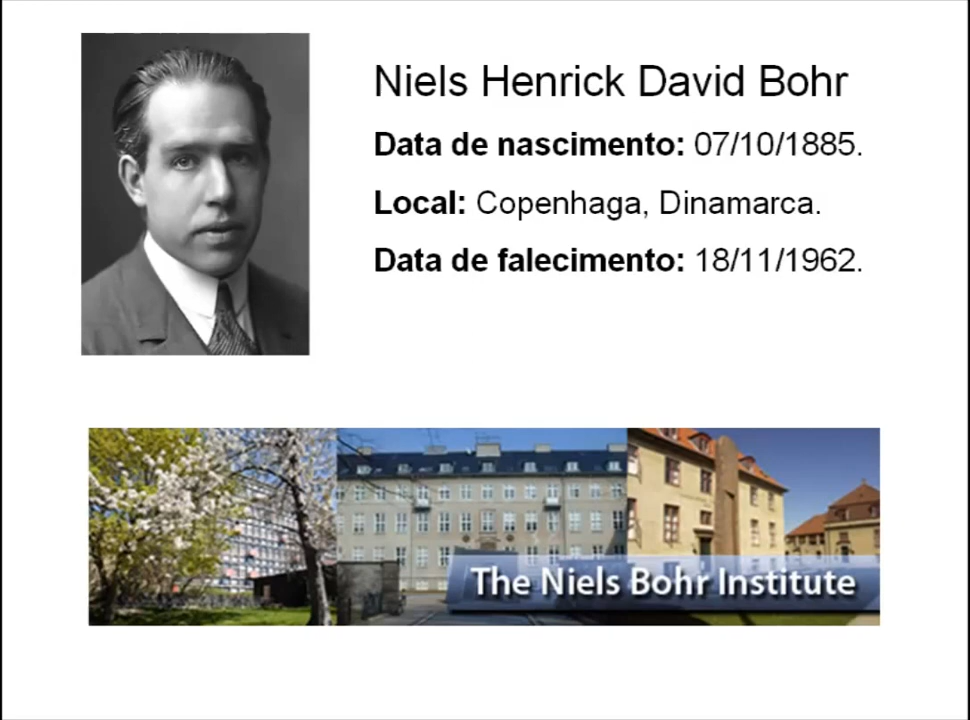 Niels Henrick David Bohr
Data de nascimento: 07/10/1885.
Local: Copenhaga, Dinamarca.
Data de falecimento: 18/11/1962.
The Niels Bohr Institute